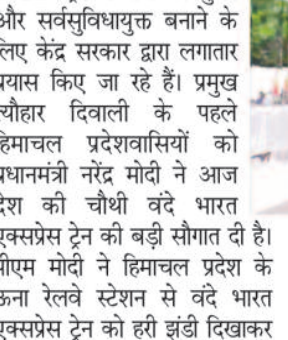 और सर्वसुविधायुक्त बनाने के
लिए केंद्र सरकार द्वारा लगातार
प्रयास किए जा रहे हैं। प्रमुख
त्यौहार दिवाली के पहले
हिमाचल प्रदेशवासियों को
प्रधानमंत्री नरेंद्र मोदी ने आज
देश की चौथी वंदे भारत
एक्सप्रेस ट्रेन की बड़ी सौगात दी है।
पीएम मोदी ने हिमाचल प्रदेश के
ऊना रेलवे स्टेशन से वंदे भारत
एक्सप्रेस ट्रेन को हरी झंडी दिखाकर